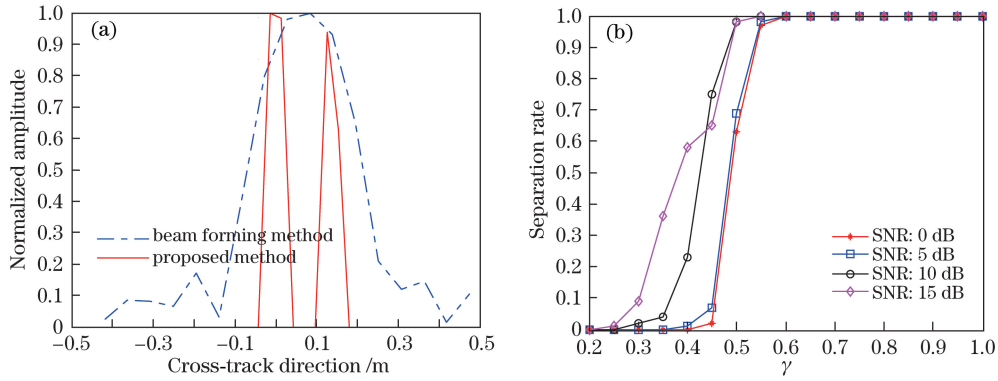 (a)
Normalized amplitude
1.0
0.9
0.8
0.7
0.6
0.5
0.4
0.3
0.2
0.1
0
beam forming method
proposed method
−0.5 −0.3 −0.1 0.1 0.3 0.5
Cross-track direction /m
(b)
Separation rate
1.0
0.9
0.8
0.7
0.6
0.5
0.4
0.3
0.2
0.1
0
SNR: 0 dB
SNR: 5 dB
SNR: 10 dB
SNR: 15 dB
0.2 0.3 0.4 0.5 0.6 0.7 0.8 0.9 1.0
γ